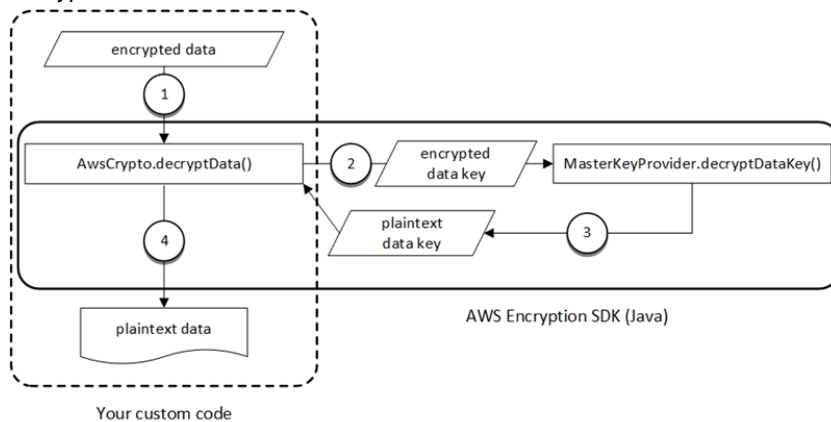 encrypted data
1
AwsCrypto.decryptData()
2
encrypted
data key
MasterKeyProvider.decryptDataKey()
plaintext
data key
3
4
plaintext data
AWS Encryption SDK (Java)
Your custom code